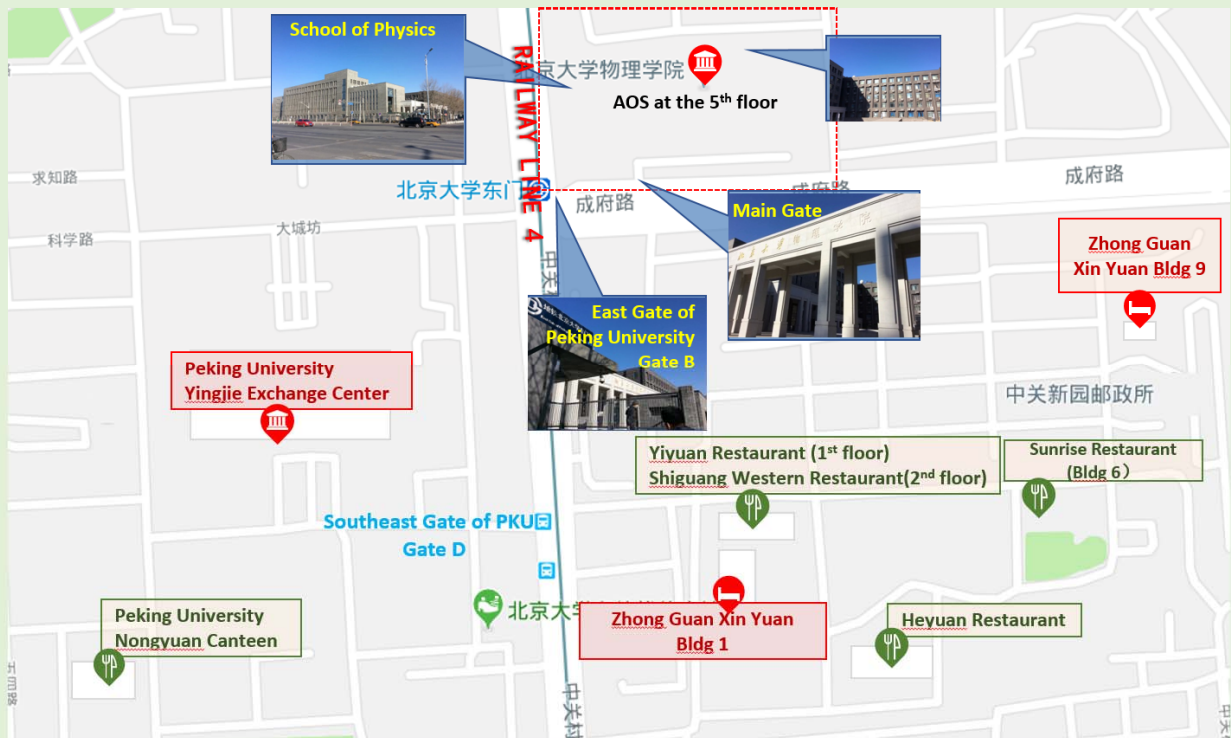 School of Physics
RAILWAY LINE 4
京大学物理学院
AOS at the 5th floor
求知路
北京大学东门
成府路
成府路
成府路
科学路
大城坊
Main Gate
Zhong Guan
Xin Yuan Bldg 9
East Gate of
Peking University
Gate B
Peking University
Yingjie Exchange Center
中关新园邮政所
Yiyuan Restaurant (1st floor)
Shiguang Western Restaurant(2nd floor)
Sunrise Restaurant
(Bldg 6）
Southeast Gate of PKU
Gate D
北京大学
Peking University
Nongyuan Canteen
Zhong Guan Xin Yuan
Bldg 1
Heyuan Restaurant
中关村